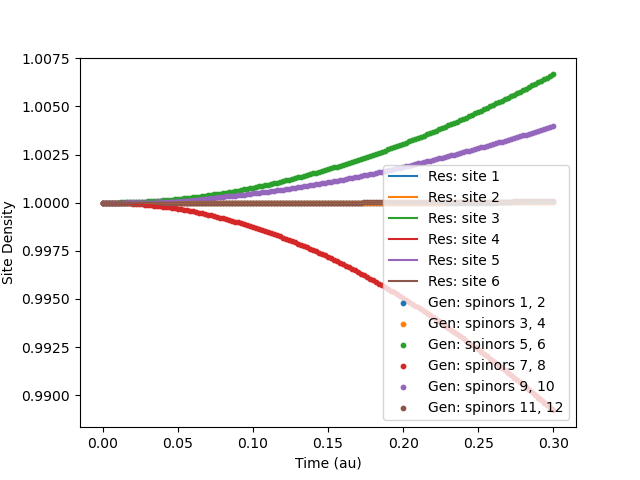 1.0075
1.0050
1.0025
1.0000
0.9975
0.9950
0.9925
0.9900
Site Density
0.00 0.05 0.10 0.15 0.20 0.25 0.30
Time (au)
Res: site 1
Res: site 2
Res: site 3
Res: site 4
Res: site 5
Res: site 6
Gen: spinors 1, 2
Gen: spinors 3, 4
Gen: spinors 5, 6
Gen: spinors 7, 8
Gen: spinors 9, 10
Gen: spinors 11, 12